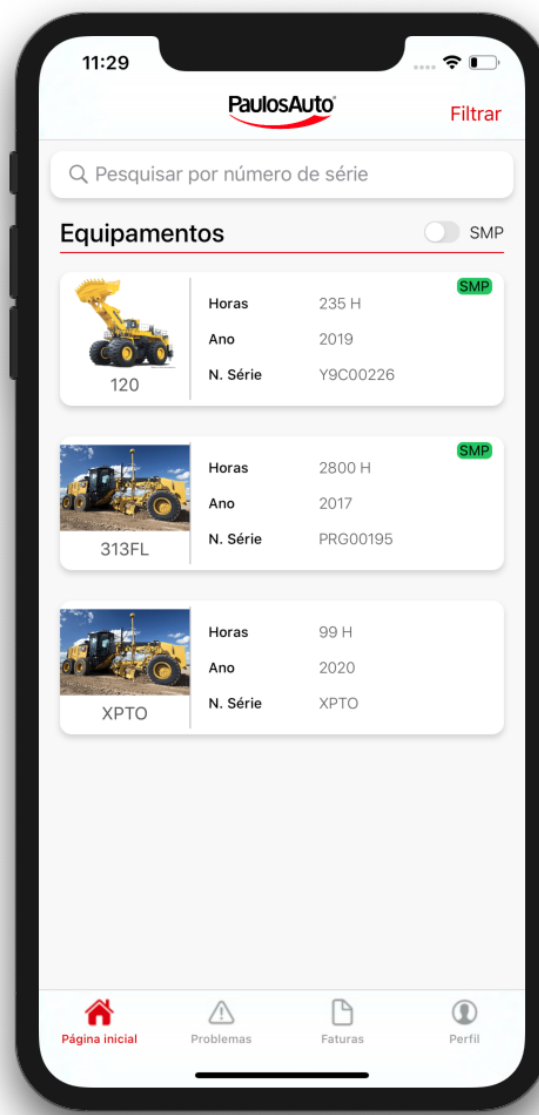 11:29
PaulosAuto
Filtrar
Pesquisar por número de série
Equipamentos SMP
SMP
Horas 235 H
Ano 2019
N. Série Y9C00226
120
SMP
Horas 2800 H
Ano 2017
N. Série PRG00195
313FL
Horas 99 H
Ano 2020
N. Série XPTO
XPTO
Página inicial Problemas Faturas Perfil